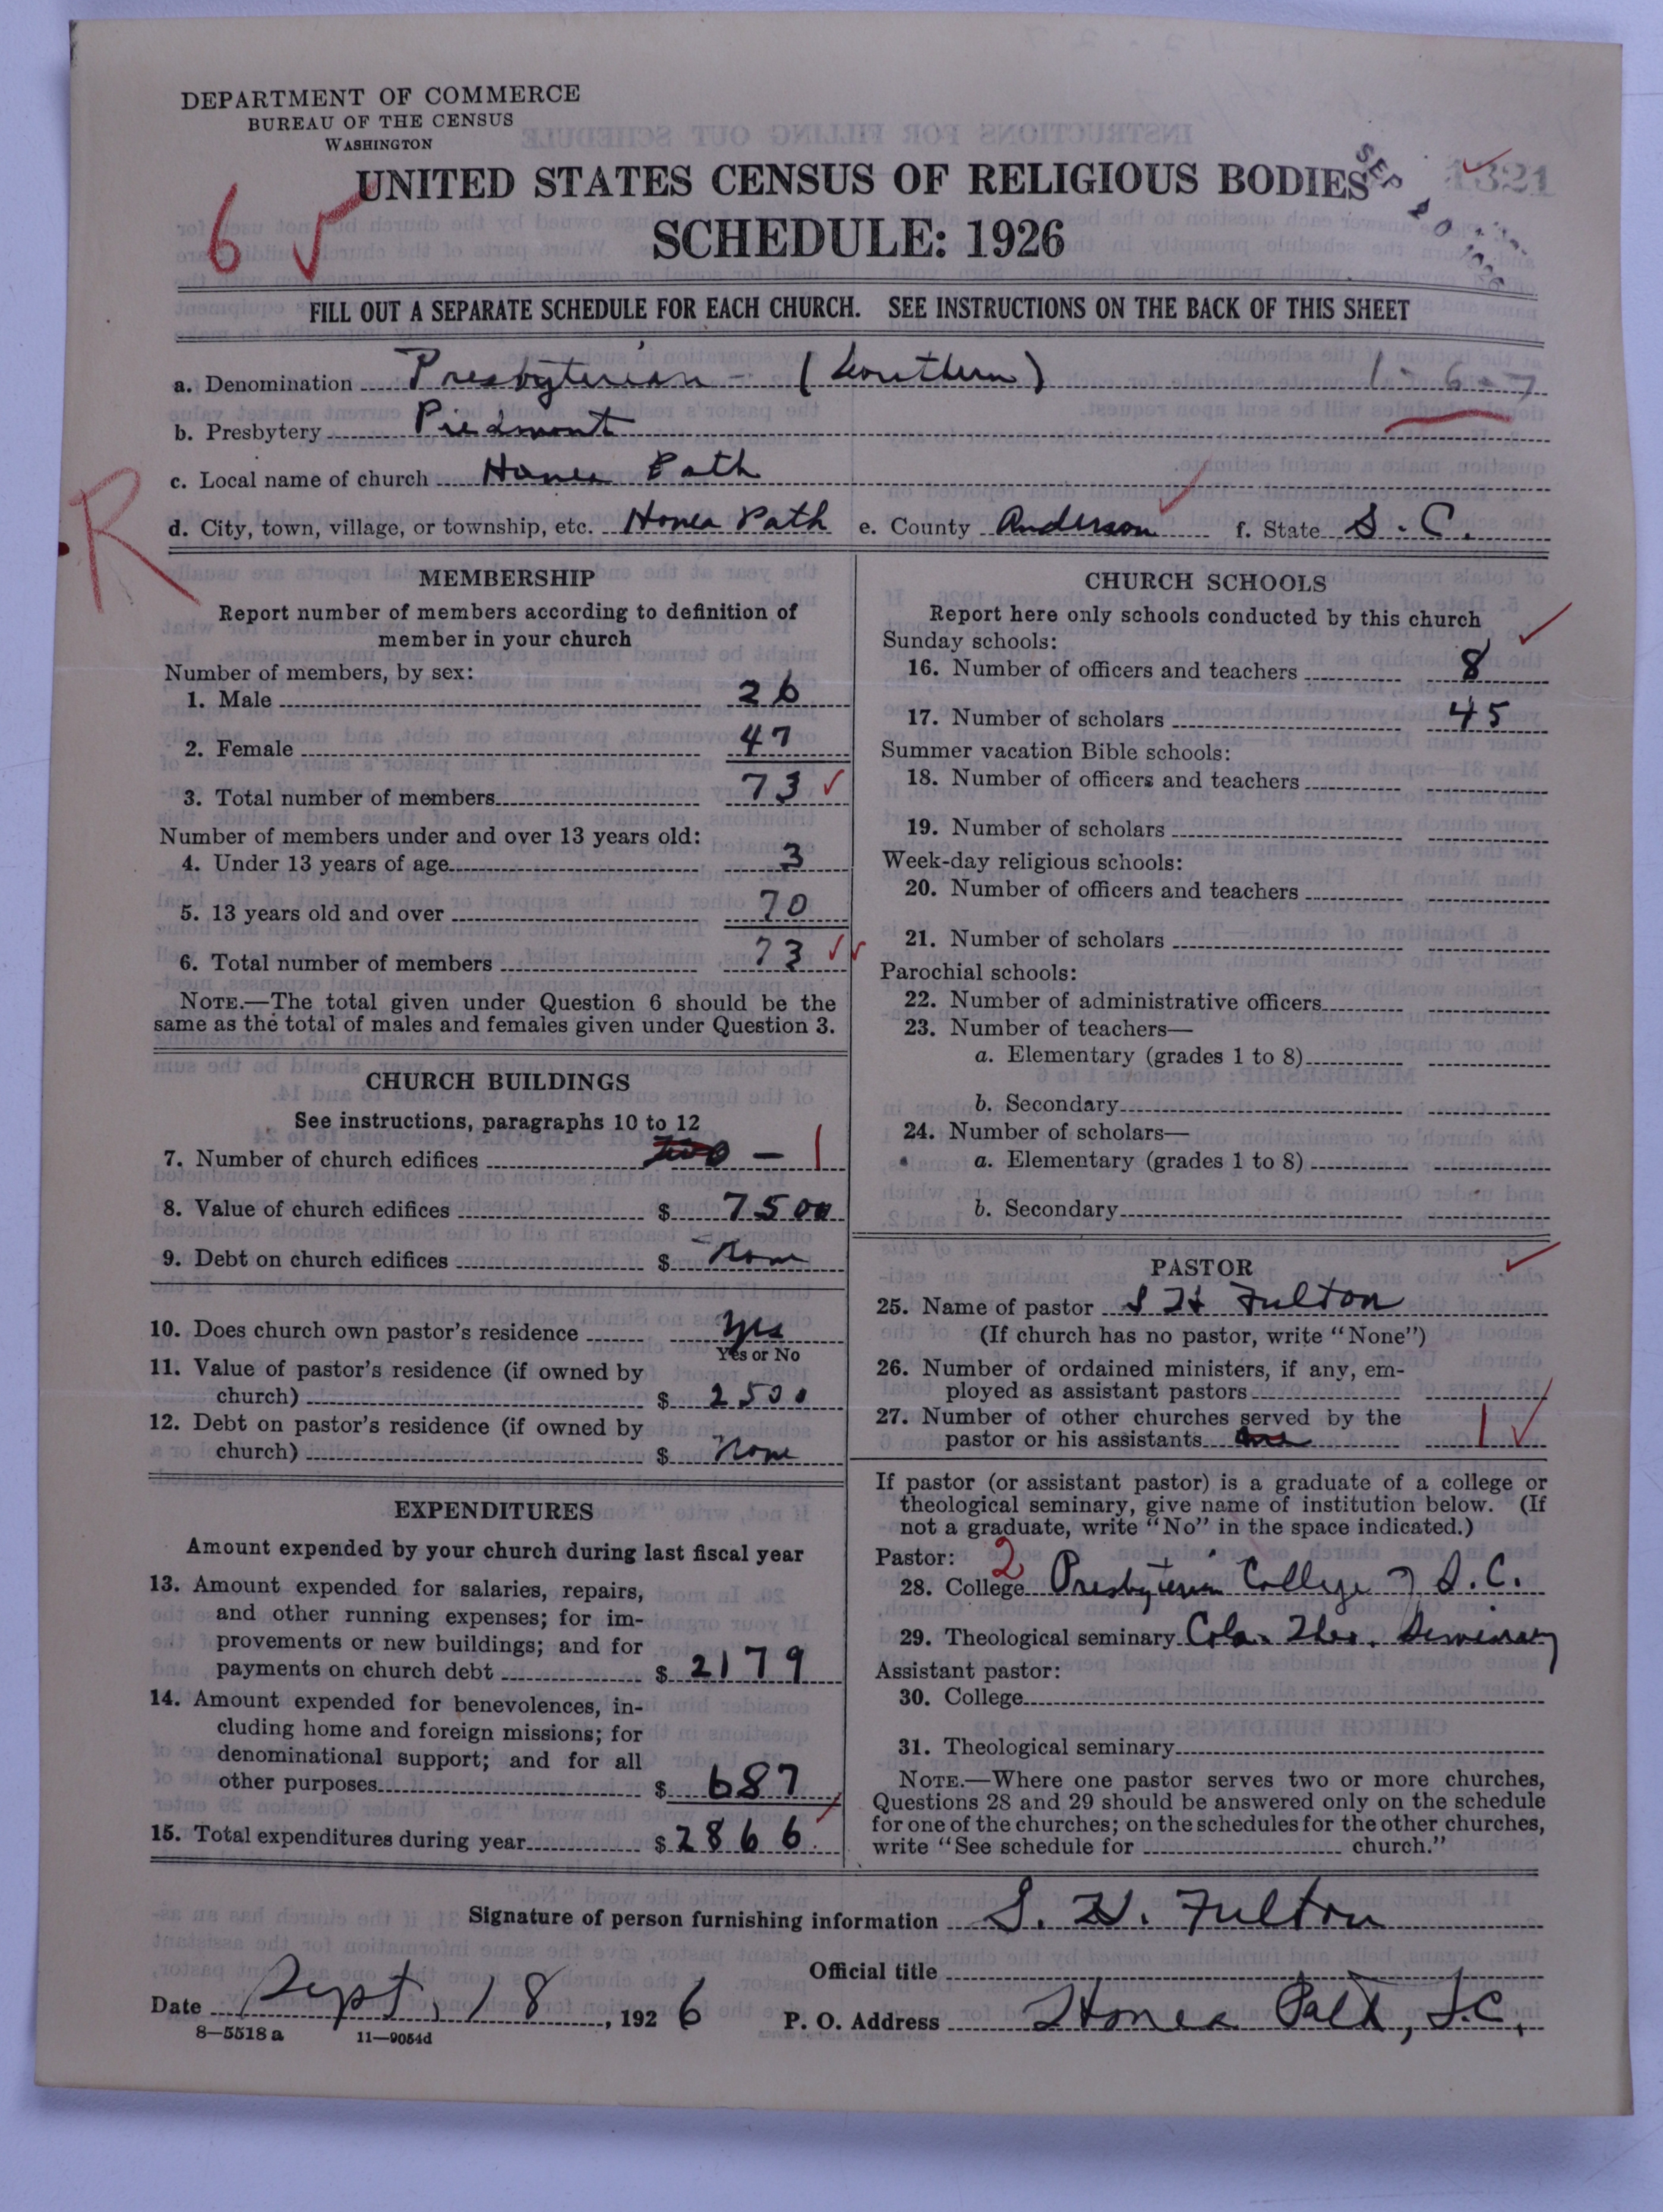 DEPARTMENT OF COMMERCE
BUREAU OF THE CENSUS
WASHINGTON
UNITED STATES CENSUS OF RELIGIOUS BODIES
SCHEDULE: 1926
SEP 20 1926
1321
6
FILL OUT A SEPARATE SCHEDULE FOR EACH CHURCH. SEE INSTRUCTIONS ON THE BACK OF THIS SHEET
a. Denomination Presbyterian - (Southern) 1-6-7
b. Presbytery Piedmont
c. Local name of church Honea Path
d. City, town, village, or township, etc. Honea Path e. County Anderson f. State S. C.
R
MEMBERSHIP
Report number of members according to definition of
member in your church
Number of members, by sex:
1. Male 26
2. Female 47
3. Total number of members 73
Number of members under and over 13 years old:
4. Under 13 years of age 3
5. 13 years old and over 70
6. Total number of members 73
NOTE.—The total given under Question 6 should be the
same as the total of males and females given under Question 3.
CHURCH BUILDINGS
See instructions, paragraphs 10 to 12
7. Number of church edifices two – 1
8. Value of church edifices $ 7500
9. Debt on church edifices $ None
10. Does church own pastor's residence Yes
Yes or No
11. Value of pastor's residence (if owned by
church) $ 2500
12. Debt on pastor's residence (if owned by
church) $ None
EXPENDITURES
Amount expended by your church during last fiscal year
13. Amount expended for salaries, repairs,
and other running expenses; for im-
provements or new buildings; and for
payments on church debt $ 2179
14. Amount expended for benevolences, in-
cluding home and foreign missions; for
denominational support; and for all
other purposes $ 687
15. Total expenditures during year $ 2866
CHURCH SCHOOLS
Report here only schools conducted by this church
Sunday schools:
16. Number of officers and teachers 8
17. Number of scholars 45
Summer vacation Bible schools:
18. Number of officers and teachers
19. Number of scholars
Week-day religious schools:
20. Number of officers and teachers
21. Number of scholars
Parochial schools:
22. Number of administrative officers
23. Number of teachers—
a. Elementary (grades 1 to 8)
b. Secondary
24. Number of scholars—
a. Elementary (grades 1 to 8)
b. Secondary
PASTOR
25. Name of pastor S H Fulton
(If church has no pastor, write "None")
26. Number of ordained ministers, if any, em-
ployed as assistant pastors
27. Number of other churches served by the
pastor or his assistants one 1
If pastor (or assistant pastor) is a graduate of a college or
theological seminary, give name of institution below. (If
not a graduate, write "No" in the space indicated.)
Pastor: 2
28. College Presbyterian College of S.C.
29. Theological seminary Cola. Theo. Seminary
Assistant pastor:
30. College
31. Theological seminary
NOTE.—Where one pastor serves two or more churches,
Questions 28 and 29 should be answered only on the schedule
for one of the churches; on the schedules for the other churches,
write "See schedule for church."
Signature of person furnishing information S. H. Fulton
Official title
Date Sept, 18, 1926 P. O. Address Honea Path, S.C.
8—5518 a 11—9054d